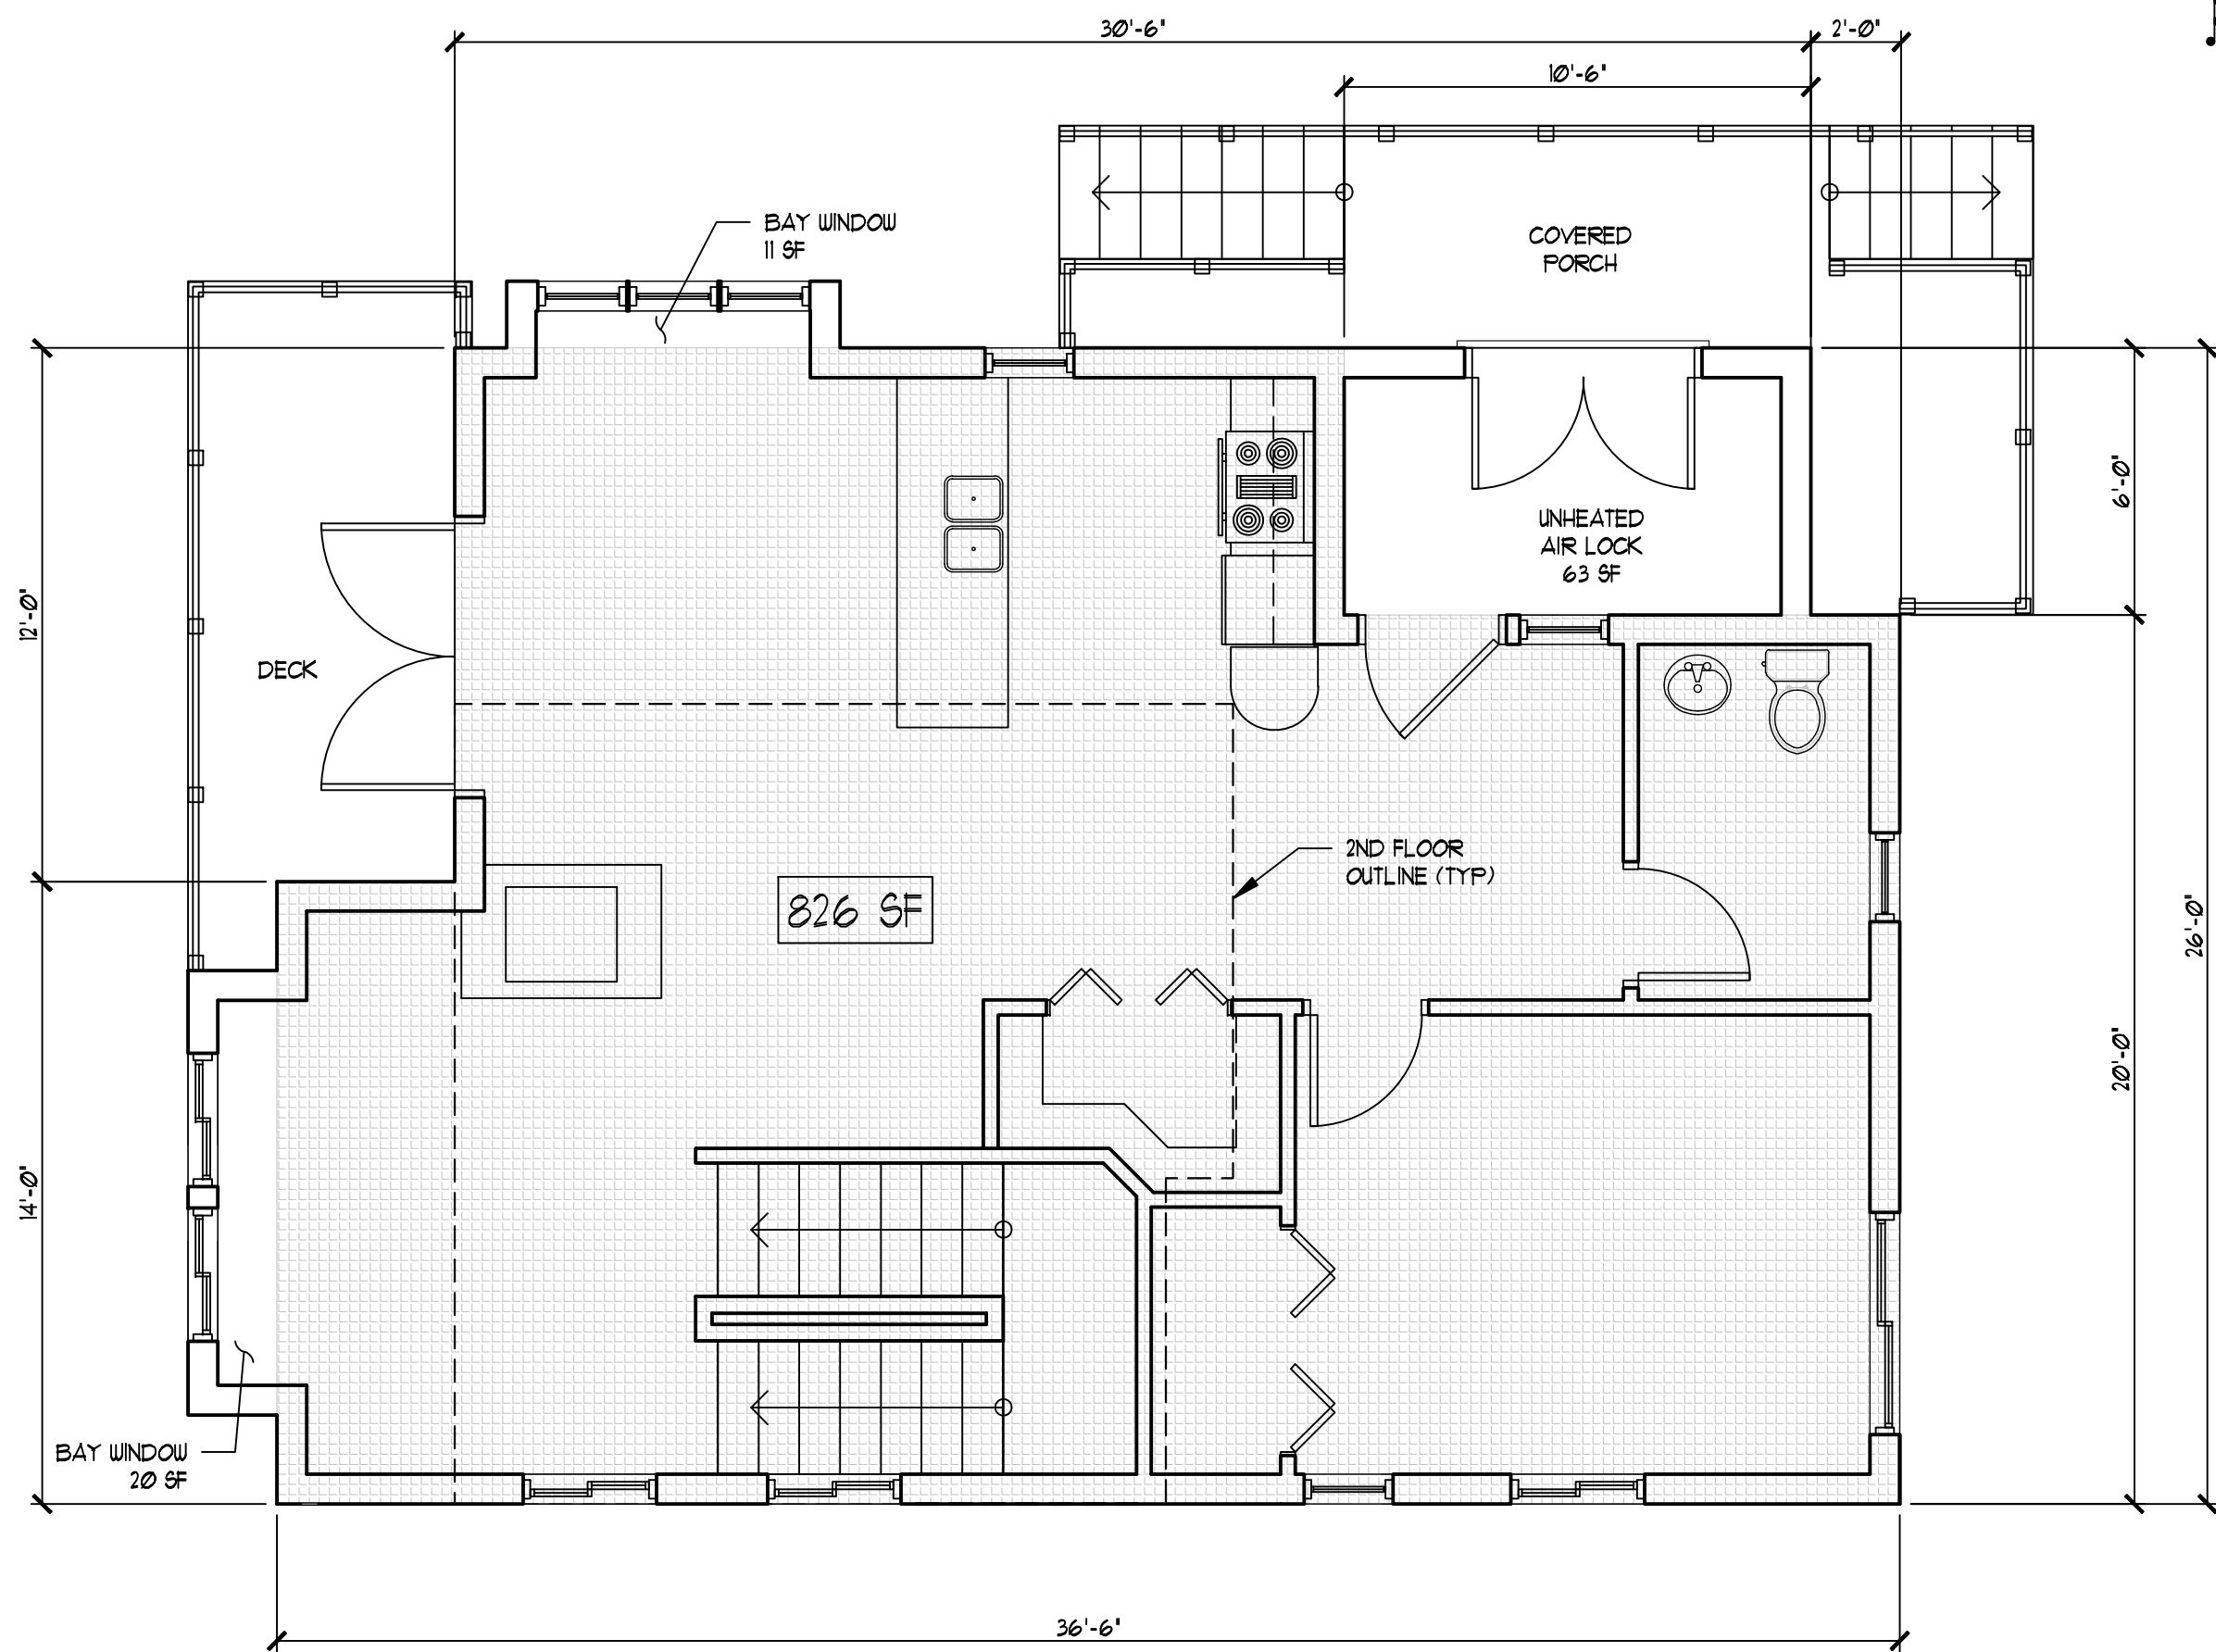 30'-6"
2'-0"
10'-6"
BAY WINDOW
11 SF
COVERED
PORCH
UNHEATED
AIR LOCK
63 SF
6'-0"
12'-0"
DECK
2ND FLOOR
OUTLINE (TYP)
826 SF
26'-0"
20'-0"
14'-0"
BAY WINDOW
20 SF
36'-6"